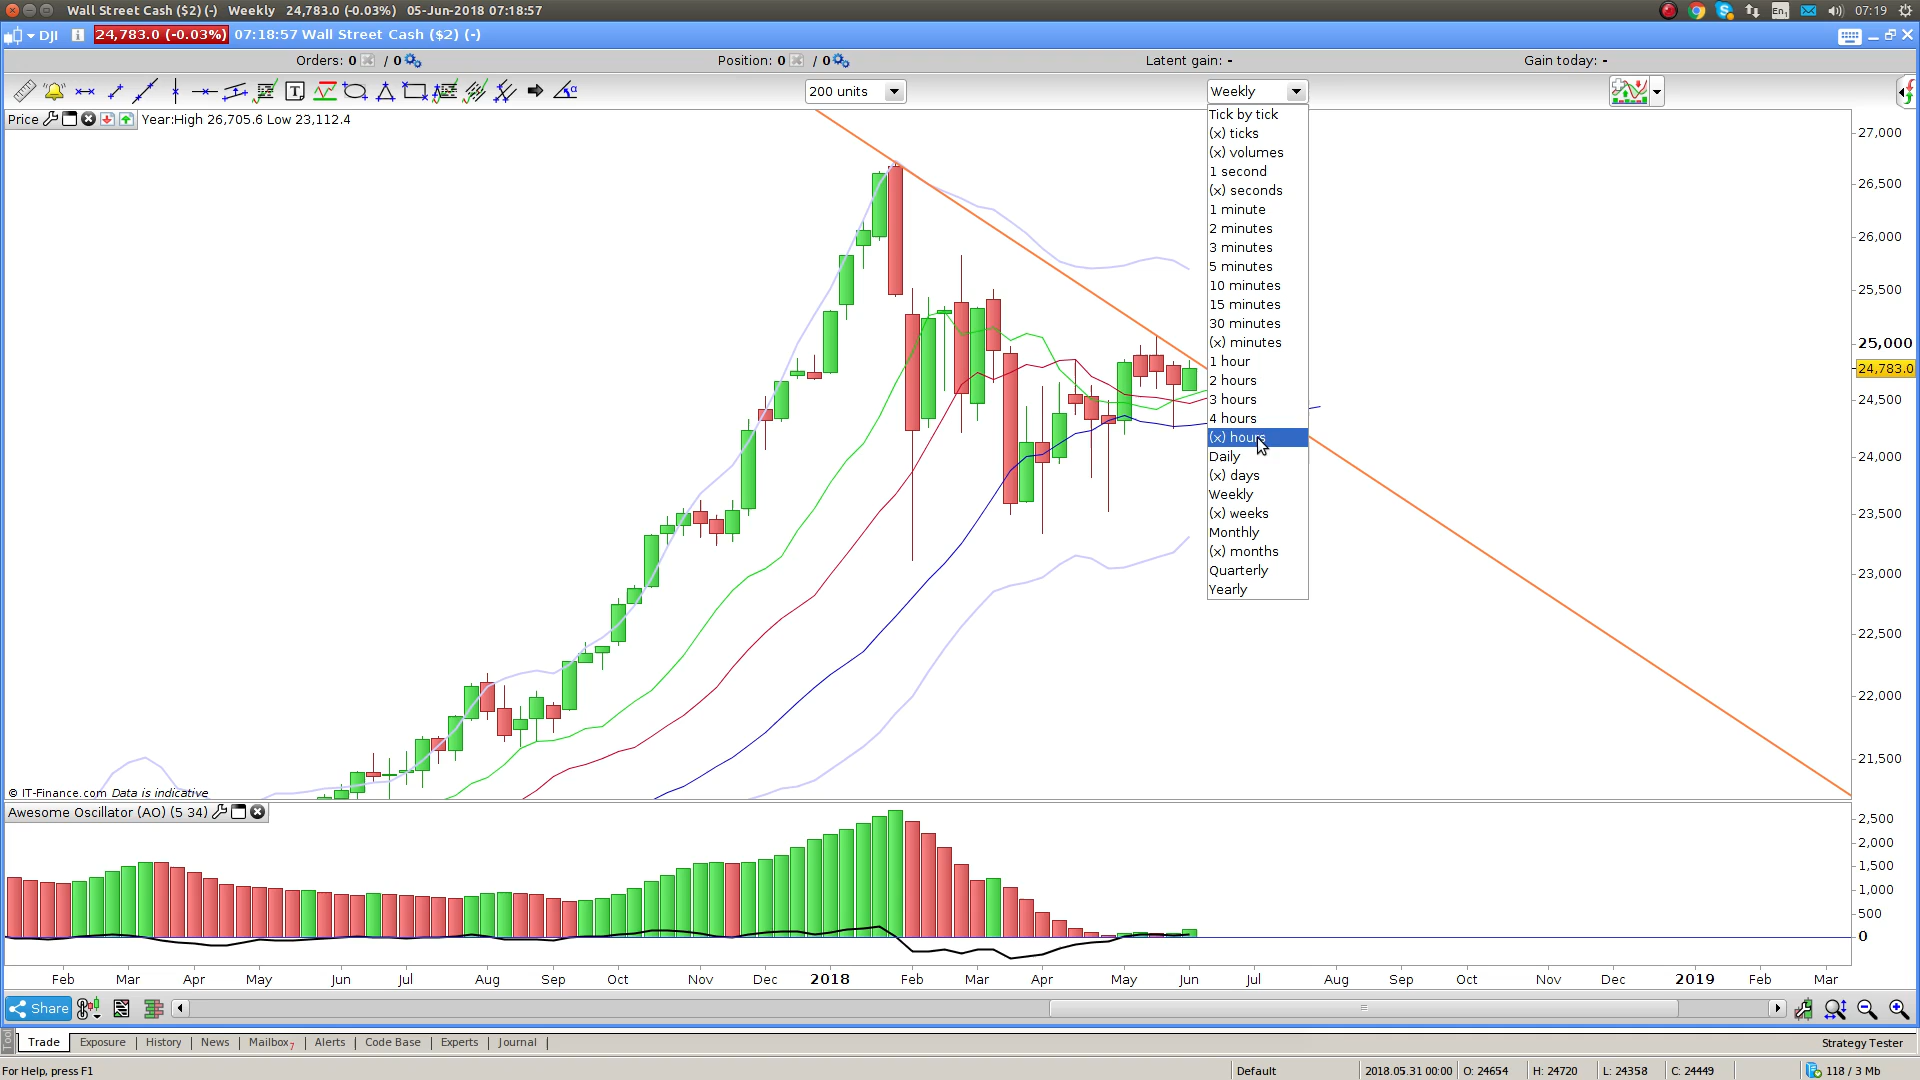 Wall Street Cash ($2) (-) Weekly 24,783.0 (-0.03%) 05-Jun-2018 07:18:57
En1 07:19
DJI i 24,783.0 (-0.03%) 07:18:57 Wall Street Cash ($2) (-)
Orders: 0 / 0 Position: 0 / 0 Latent gain: - Gain today: -
200 units Weekly
Price Year:High 26,705.6 Low 23,112.4
Tick by tick
(x) ticks
(x) volumes
1 second
(x) seconds
1 minute
2 minutes
3 minutes
5 minutes
10 minutes
15 minutes
30 minutes
(x) minutes
1 hour
2 hours
3 hours
4 hours
(x) hours
Daily
(x) days
Weekly
(x) weeks
Monthly
(x) months
Quarterly
Yearly
27,000
26,500
26,000
25,500
25,000
24,783.0
24,500
24,000
23,500
23,000
22,500
22,000
21,500
© IT-Finance.com Data is indicative
Awesome Oscillator (AO) (5 34)
2,500
2,000
1,500
1,000
500
0
Feb Mar Apr May Jun Jul Aug Sep Oct Nov Dec 2018 Feb Mar Apr May Jun Jul Aug Sep Oct Nov Dec 2019 Feb Mar
Share
Trade Exposure History News Mailbox7 Alerts Code Base Experts Journal Strategy Tester
For Help, press F1 Default 2018.05.31 00:00 O: 24654 H: 24720 L: 24358 C: 24449 118 / 3 Mb